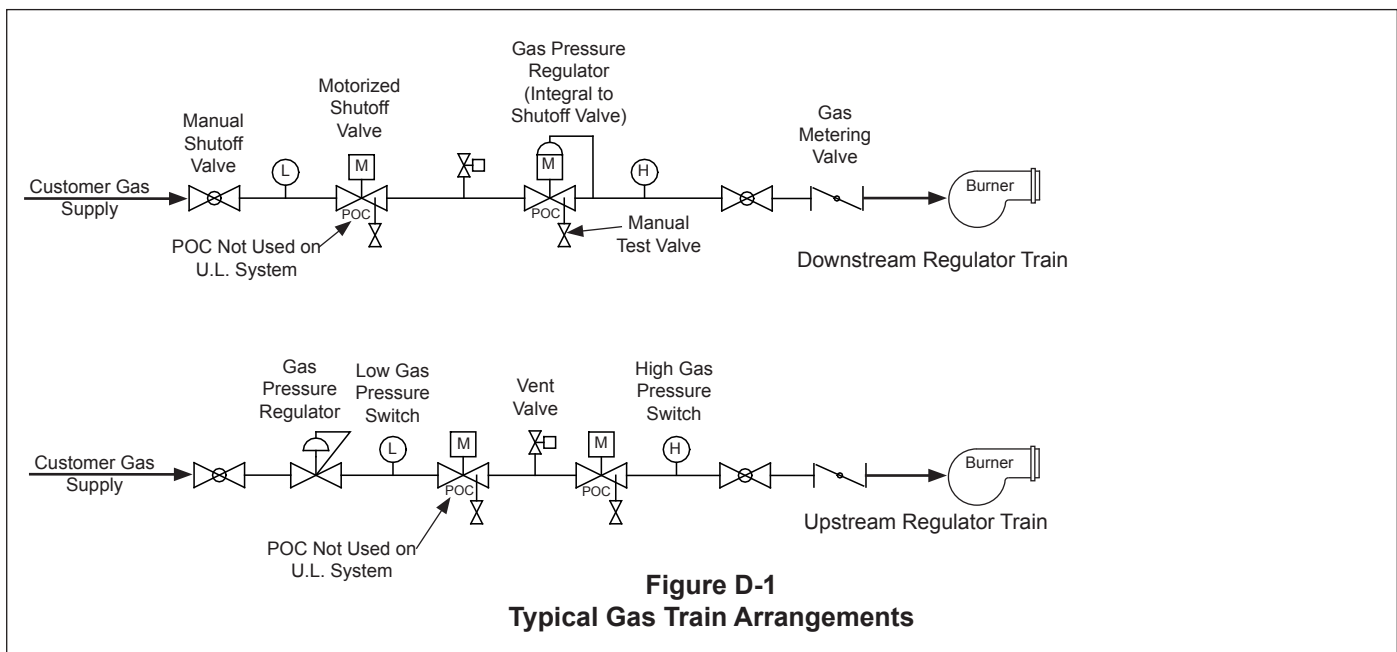 Gas Pressure
Regulator
(Integral to
Shutoff Valve)
Motorized
Shutoff
Valve
Manual
Shutoff
Valve
Gas
Metering
Valve
L
M
M
H
Customer Gas
Supply
Burner
POC
POC
POC Not Used on
U.L. System
Manual
Test Valve
Downstream Regulator Train
Gas
Pressure
Regulator
Low Gas
Pressure
Switch
Vent
Valve
High Gas
Pressure
Switch
L
M
M
H
Customer Gas
Supply
Burner
POC
POC
POC Not Used on
U.L. System
Upstream Regulator Train
Figure D-1
Typical Gas Train Arrangements